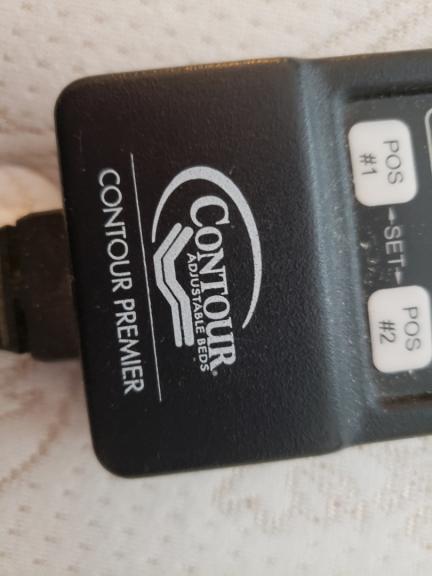 CONTOUR®
ADJUSTABLE BEDS
CONTOUR PREMIER
POS
#1
SET
POS
#2